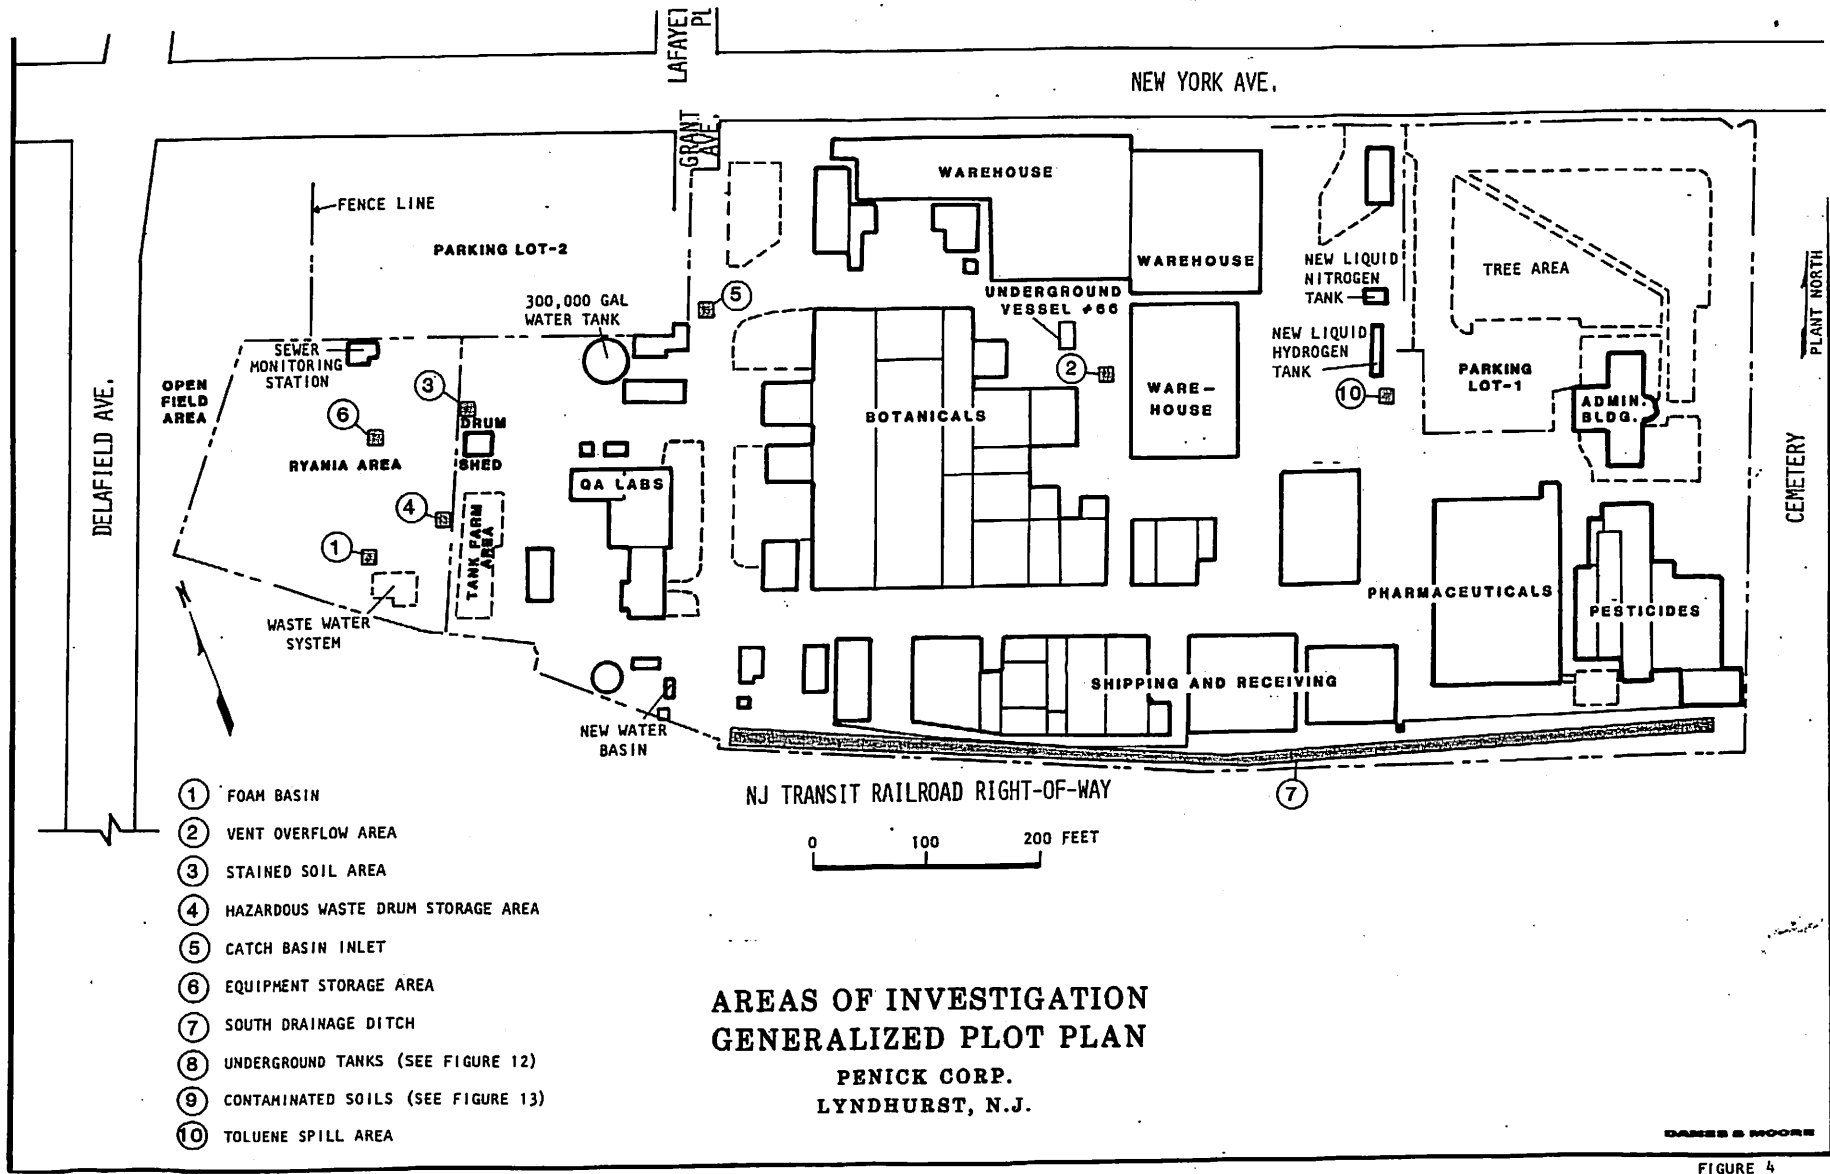 LAFAYET
PL
NEW YORK AVE.
GRANT
AVE.
FENCE LINE
PARKING LOT-2
WAREHOUSE
WAREHOUSE
NEW LIQUID
NITROGEN
TANK
TREE AREA
PLANT NORTH
300,000 GAL
WATER TANK
5
UNDERGROUND
VESSEL #66
NEW LIQUID
HYDROGEN
TANK
SEWER
MONITORING
STATION
3
2
10
PARKING
LOT-1
OPEN
FIELD
AREA
6
DRUM
SHED
BOTANICALS
WARE-
HOUSE
ADMIN.
BLDG.
DELAFIELD AVE.
RYANIA AREA
QA LABS
CEMETERY
4
1
TANK FARM
AREA
WASTE WATER
SYSTEM
PHARMACEUTICALS
PESTICIDES
SHIPPING AND RECEIVING
NEW WATER
BASIN
NJ TRANSIT RAILROAD RIGHT-OF-WAY
7
0 100 200 FEET
1 FOAM BASIN
2 VENT OVERFLOW AREA
3 STAINED SOIL AREA
4 HAZARDOUS WASTE DRUM STORAGE AREA
5 CATCH BASIN INLET
6 EQUIPMENT STORAGE AREA
7 SOUTH DRAINAGE DITCH
8 UNDERGROUND TANKS (SEE FIGURE 12)
9 CONTAMINATED SOILS (SEE FIGURE 13)
10 TOLUENE SPILL AREA
AREAS OF INVESTIGATION
GENERALIZED PLOT PLAN
PENICK CORP.
LYNDHURST, N.J.
DAMES & MOORE
FIGURE 4